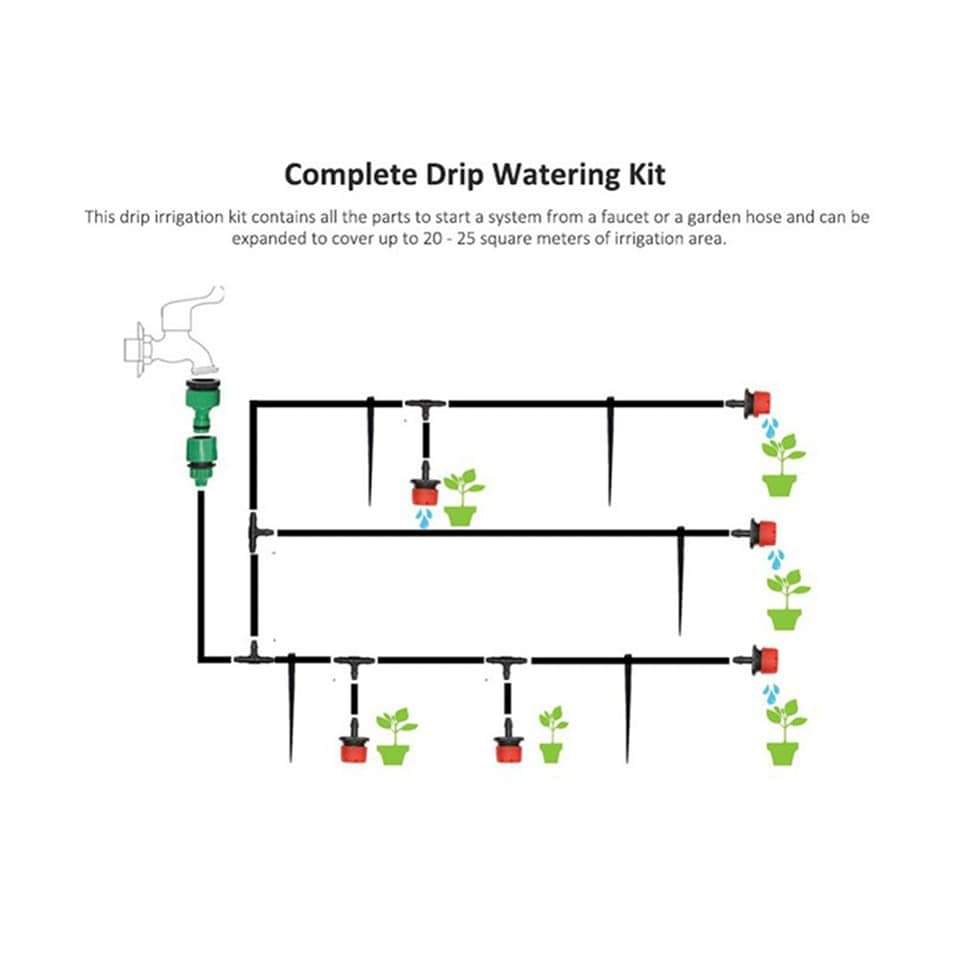 Complete Drip Watering Kit
This drip irrigation kit contains all the parts to start a system from a faucet or a garden hose and can be
expanded to cover up to 20 - 25 square meters of irrigation area.